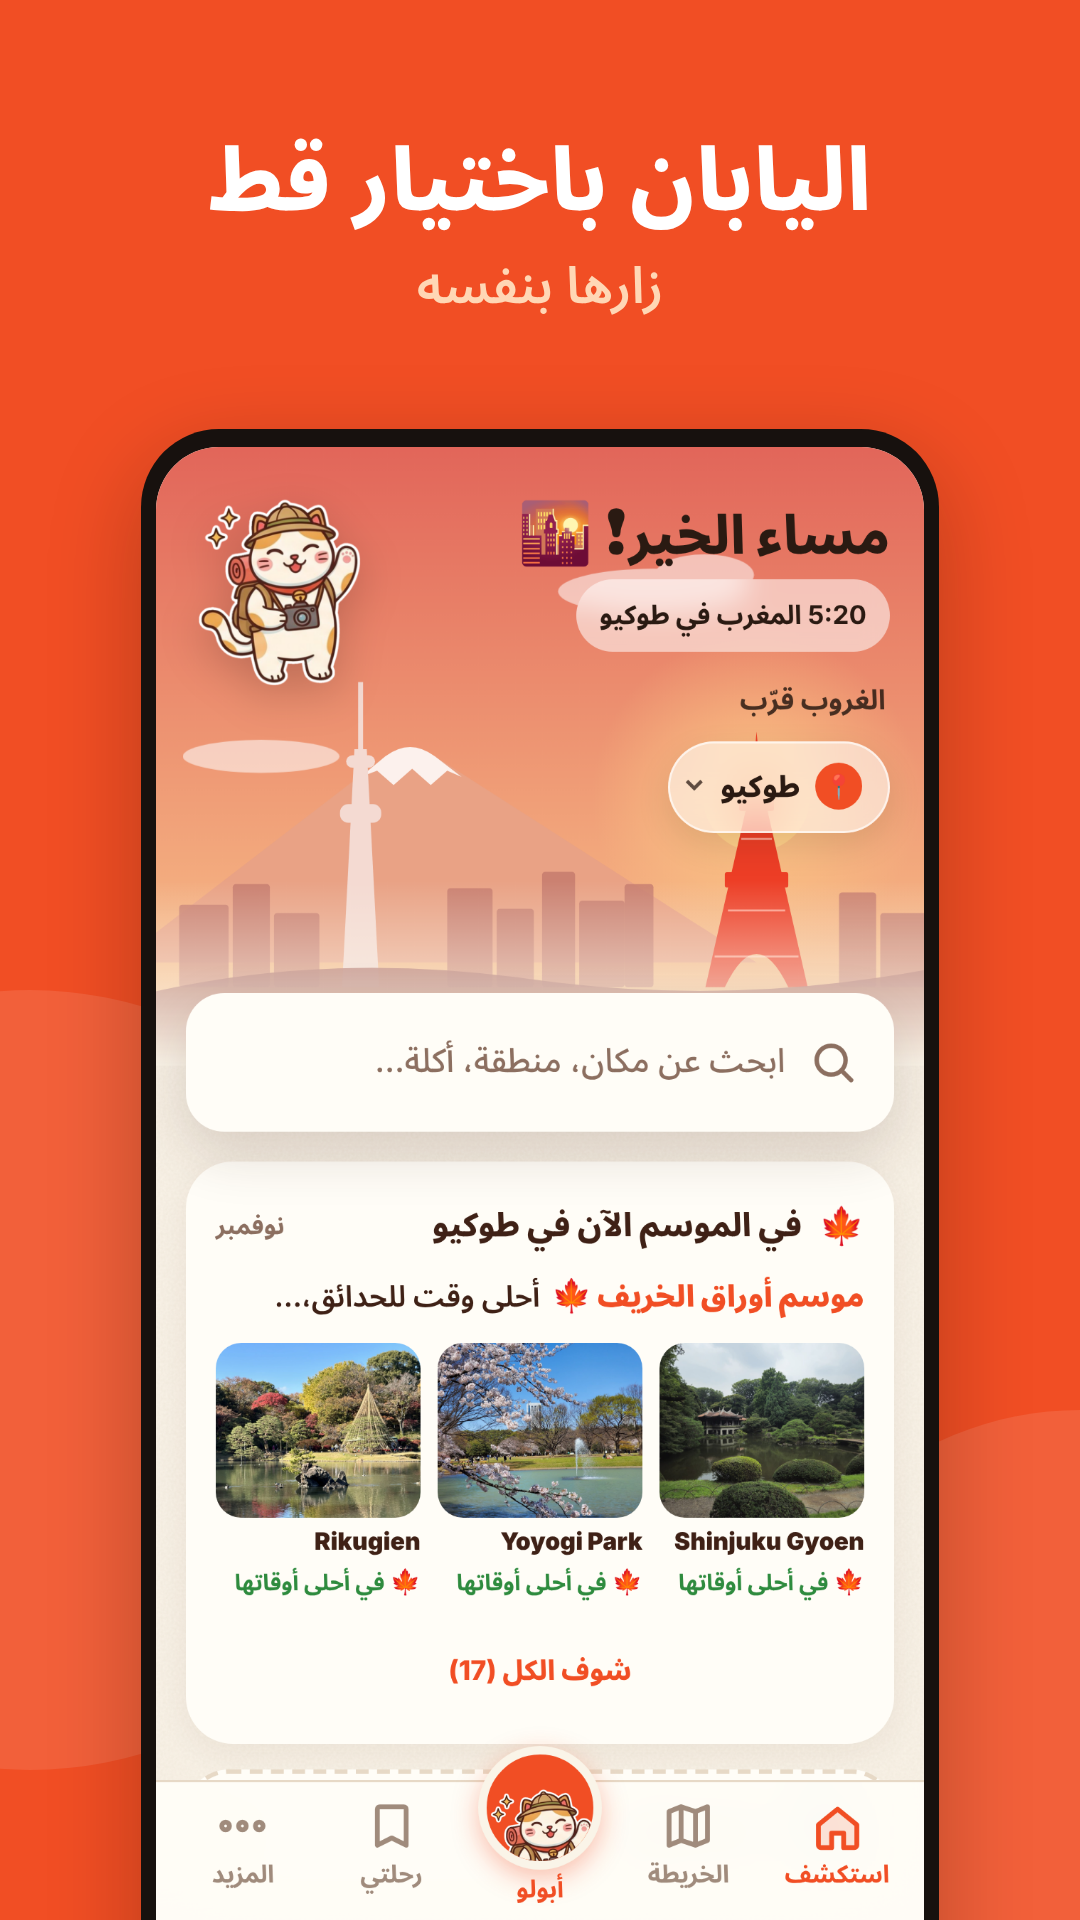 اليابان باختيار قط
زارها بنفسه
مساء الخير! 🌇
5:20 المغرب في طوكيو
الغروب قرّب
📍 طوكيو
ابحث عن مكان، منطقة، أكلة...
🍁 في الموسم الآن في طوكيو
نوفمبر
موسم أوراق الخريف 🍁 أحلى وقت للحدائق،...
Shinjuku Gyoen
🍁 في أحلى أوقاتها
Yoyogi Park
🍁 في أحلى أوقاتها
Rikugien
🍁 في أحلى أوقاتها
شوف الكل (17)
استكشف
الخريطة
أبولو
رحلتي
المزيد